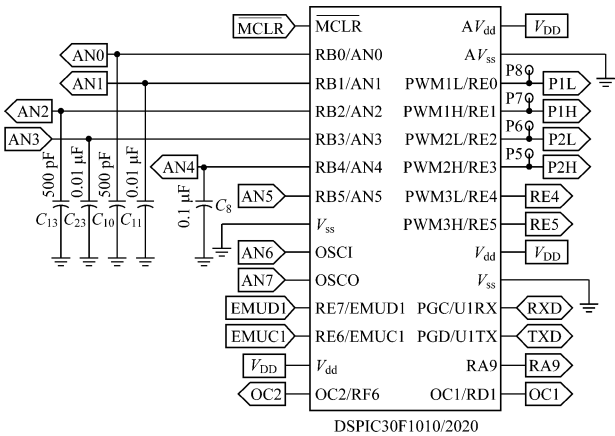 MCLR MCLR AVdd VDD
AN0 RB0/AN0 AVss
AN1 RB1/AN1 PWM1L/RE0 P8 P1L
AN2 RB2/AN2 PWM1H/RE1 P7 P1H
AN3 RB3/AN3 PWM2L/RE2 P6 P2L
AN4 RB4/AN4 PWM2H/RE3 P5 P2H
500 pF 0.01 μF 500 pF 0.01 μF 0.1 μF
C13 C23 C10 C11 C8
AN5 RB5/AN5 PWM3L/RE4 RE4
Vss PWM3H/RE5 RE5
AN6 OSCI Vdd VDD
AN7 OSCO Vss
EMUD1 RE7/EMUD1 PGC/U1RX RXD
EMUC1 RE6/EMUC1 PGD/U1TX TXD
VDD Vdd RA9 RA9
OC2 OC2/RF6 OC1/RD1 OC1
DSPIC30F1010/2020